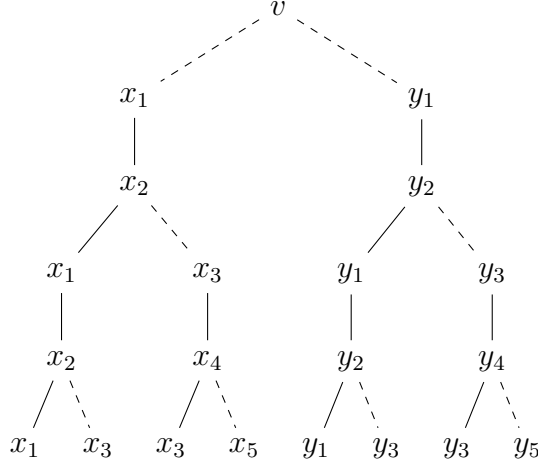 v
x₁ y₁
x₂ y₂
x₁ x₃ y₁ y₃
x₂ x₄ y₂ y₄
x₁ x₃ x₃ x₅ y₁ y₃ y₃ y₅